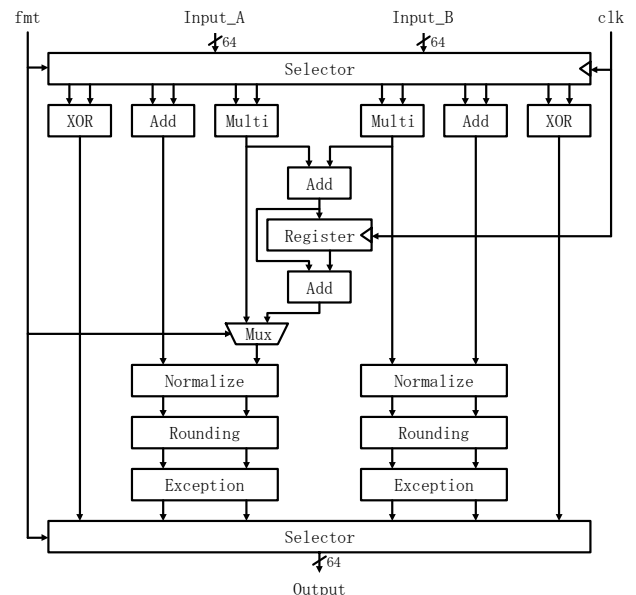 fmt Input_A Input_B clk
64 64
Selector
XOR Add Multi Multi Add XOR
Add
Register
Add
Mux
Normalize Normalize
Rounding Rounding
Exception Exception
Selector
64
Output